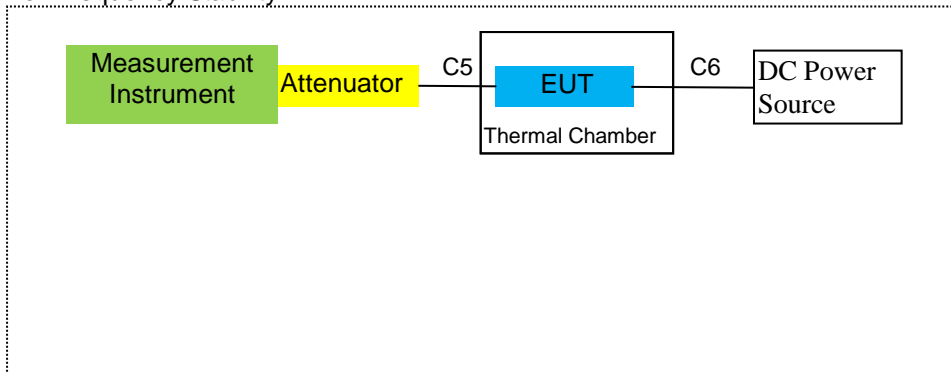 Measurement
Instrument
Attenuator
C5
EUT
Thermal Chamber
C6
DC Power
Source